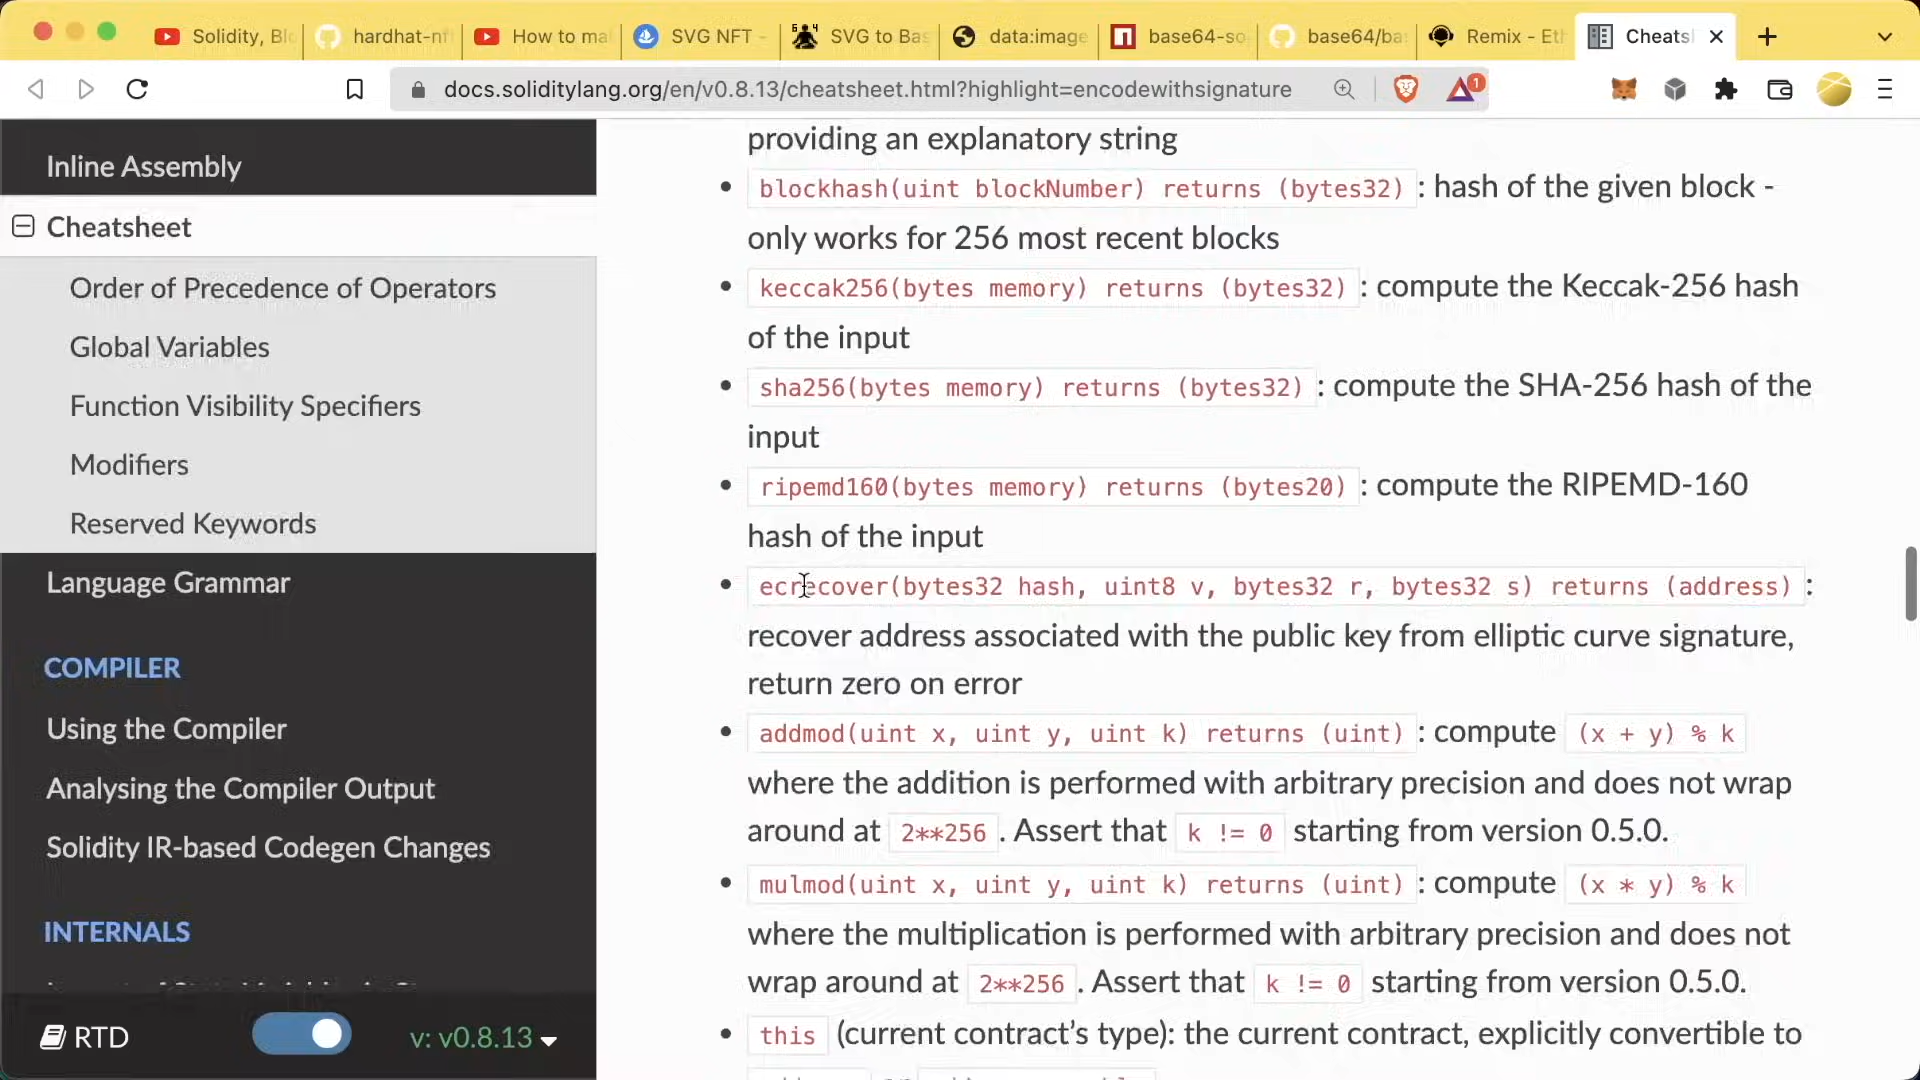 Solidity, Bl
hardhat-nf
How to ma
SVG NFT -
SVG to Bas
data:image
base64-so
base64/ba
Remix - Eth
Cheatsh
docs.soliditylang.org/en/v0.8.13/cheatsheet.html?highlight=encodewithsignature
1
Inline Assembly
Cheatsheet
Order of Precedence of Operators
Global Variables
Function Visibility Specifiers
Modifiers
Reserved Keywords
Language Grammar
COMPILER
Using the Compiler
Analysing the Compiler Output
Solidity IR-based Codegen Changes
INTERNALS
RTD
v: v0.8.13
providing an explanatory string
blockhash(uint blockNumber) returns (bytes32) : hash of the given block -
only works for 256 most recent blocks
keccak256(bytes memory) returns (bytes32) : compute the Keccak-256 hash
of the input
sha256(bytes memory) returns (bytes32) : compute the SHA-256 hash of the
input
ripemd160(bytes memory) returns (bytes20) : compute the RIPEMD-160
hash of the input
ecrecover(bytes32 hash, uint8 v, bytes32 r, bytes32 s) returns (address) :
recover address associated with the public key from elliptic curve signature,
return zero on error
addmod(uint x, uint y, uint k) returns (uint) : compute (x + y) % k
where the addition is performed with arbitrary precision and does not wrap
around at 2**256 . Assert that k != 0 starting from version 0.5.0.
mulmod(uint x, uint y, uint k) returns (uint) : compute (x * y) % k
where the multiplication is performed with arbitrary precision and does not
wrap around at 2**256 . Assert that k != 0 starting from version 0.5.0.
this (current contract’s type): the current contract, explicitly convertible to